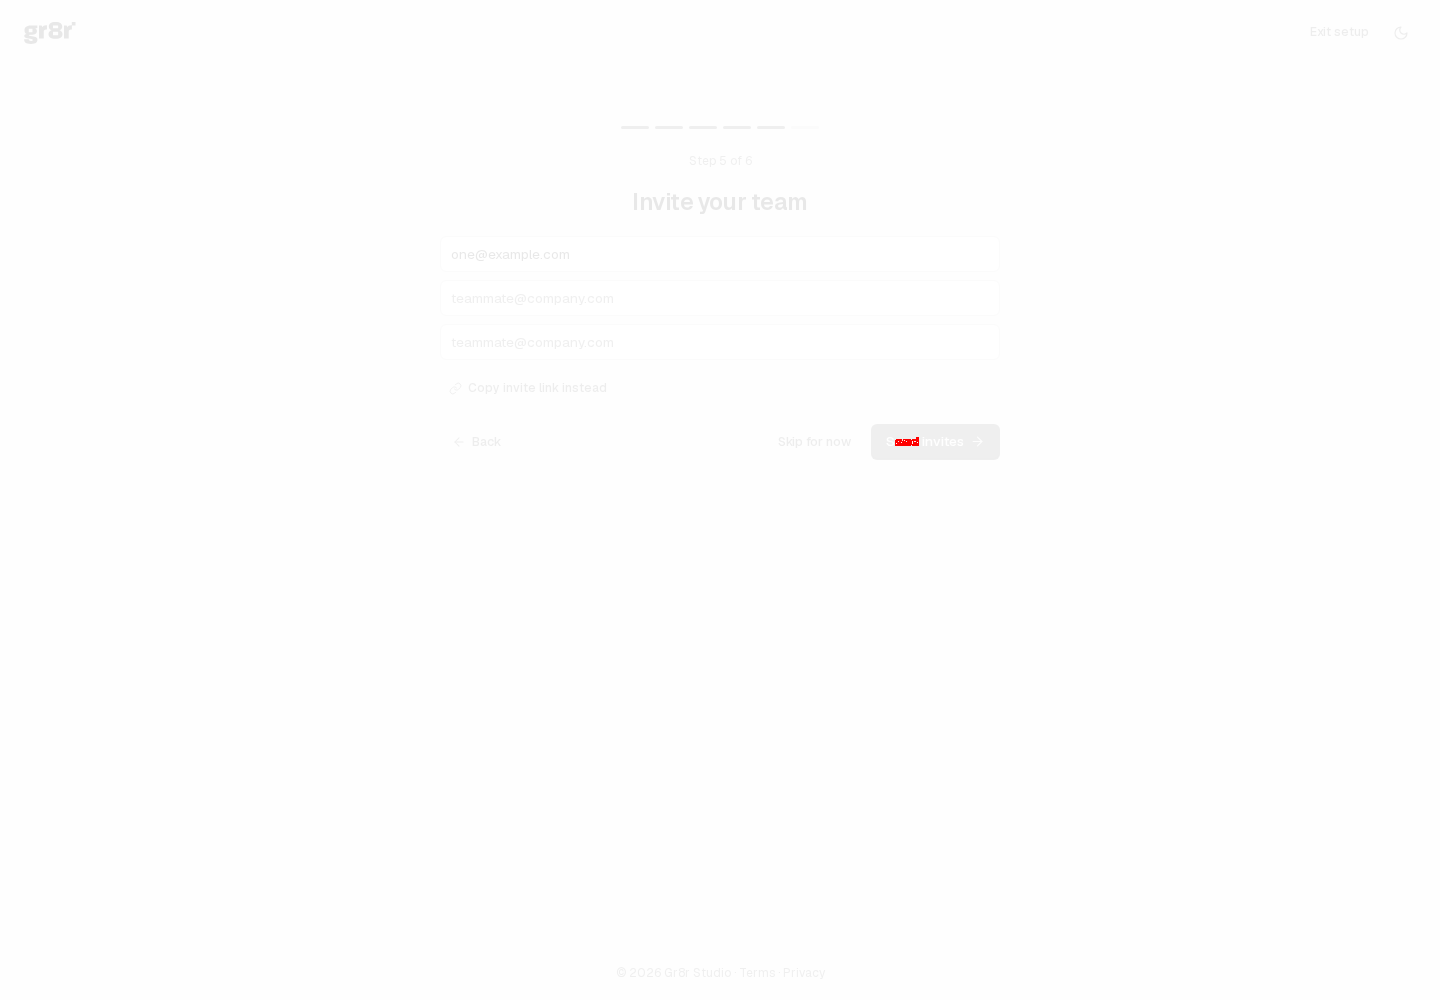 gr8r
Exit setup
Step 5 of 6
Invite your team
one@example.com
teammate@company.com
teammate@company.com
Copy invite link instead
Back
Skip for now
invites
© 2026 Gr8r Studio · Terms · Privacy